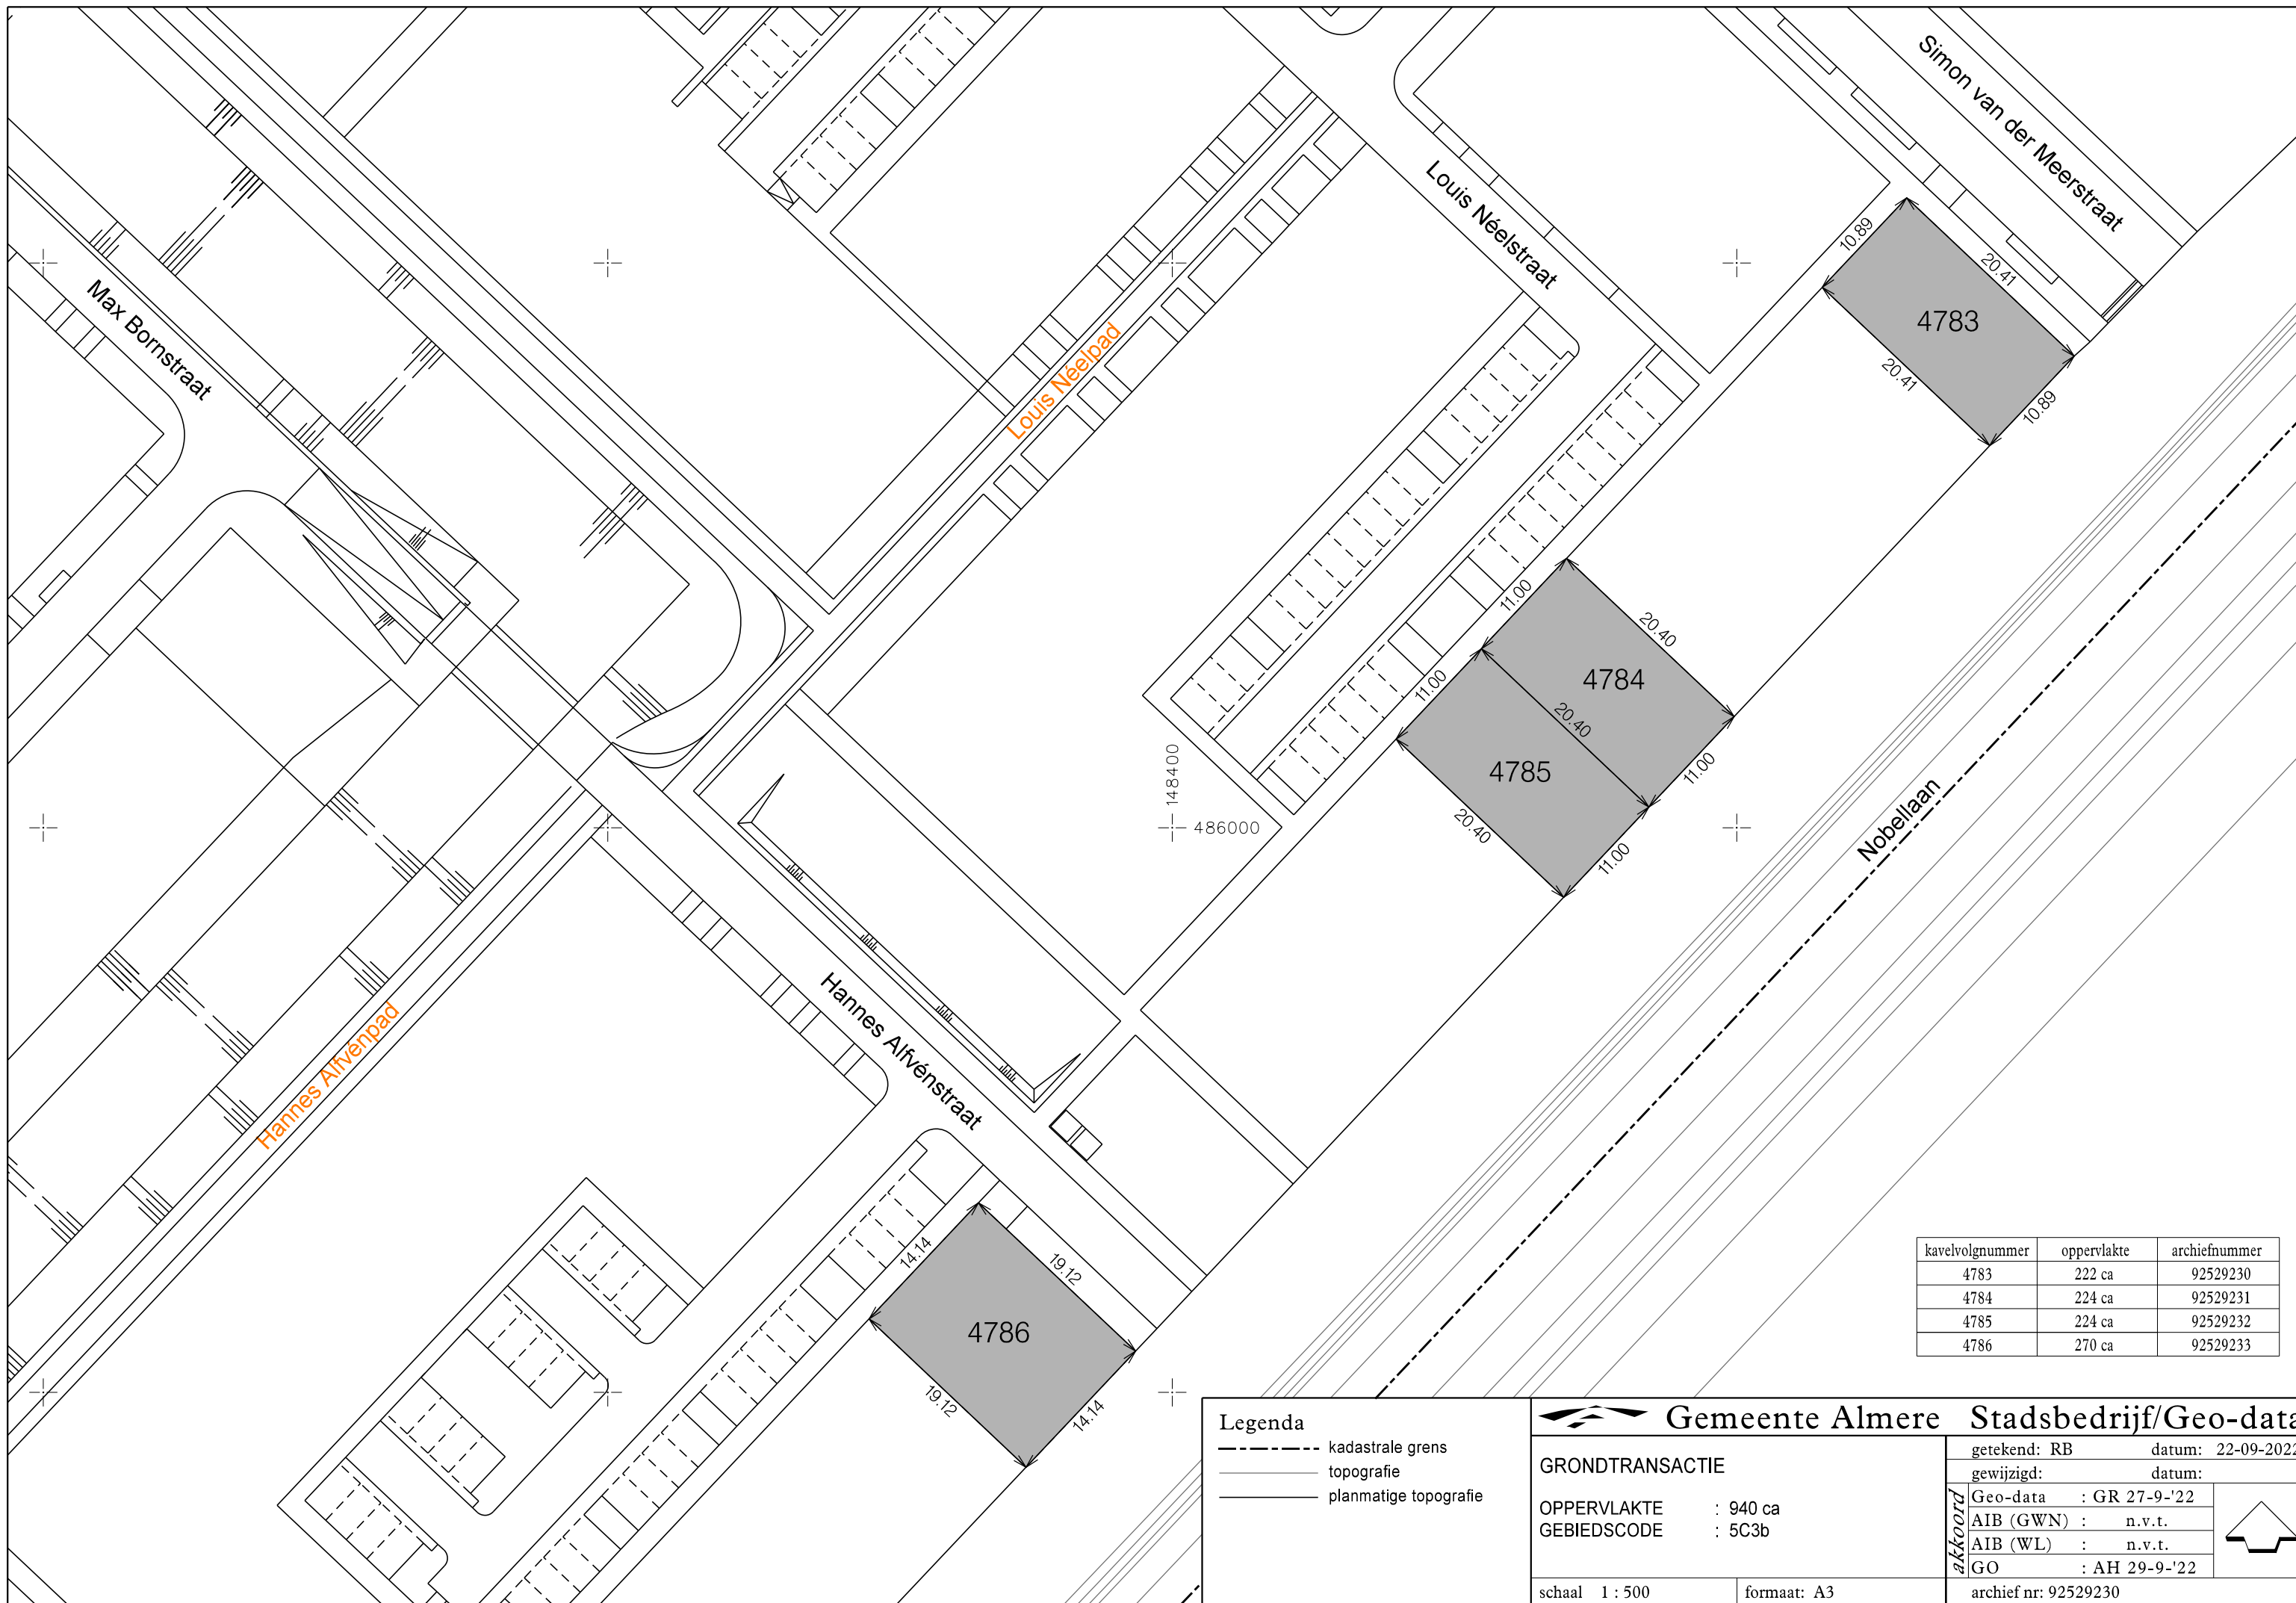 Simon van der Meerstraat
Louis Néelstraat
10.89
20.41
4783
20.41
10.89
Max Bornstraat
Louis Néelpad
11.00
20.40
4784
11.00
20.40
4785
11.00
20.40
11.00
148400
486000
Nobellaan
Hannes Alfvénpad
Hannes Alfvénstraat
14.14
19.12
4786
19.12
14.14
kavelvolgnummer oppervlakte archiefnummer
4783 222 ca 92529230
4784 224 ca 92529231
4785 224 ca 92529232
4786 270 ca 92529233
Legenda
kadastrale grens
topografie
planmatige topografie
Gemeente Almere Stadsbedrijf/Geo-data
GRONDTRANSACTIE
OPPERVLAKTE : 940 ca
GEBIEDSCODE : 5C3b
schaal 1 : 500 formaat: A3
getekend: RB datum: 22-09-2022
gewijzigd: datum:
akkoord
Geo-data : GR 27-9-'22
AIB (GWN) : n.v.t.
AIB (WL) : n.v.t.
GO : AH 29-9-'22
archief nr: 92529230